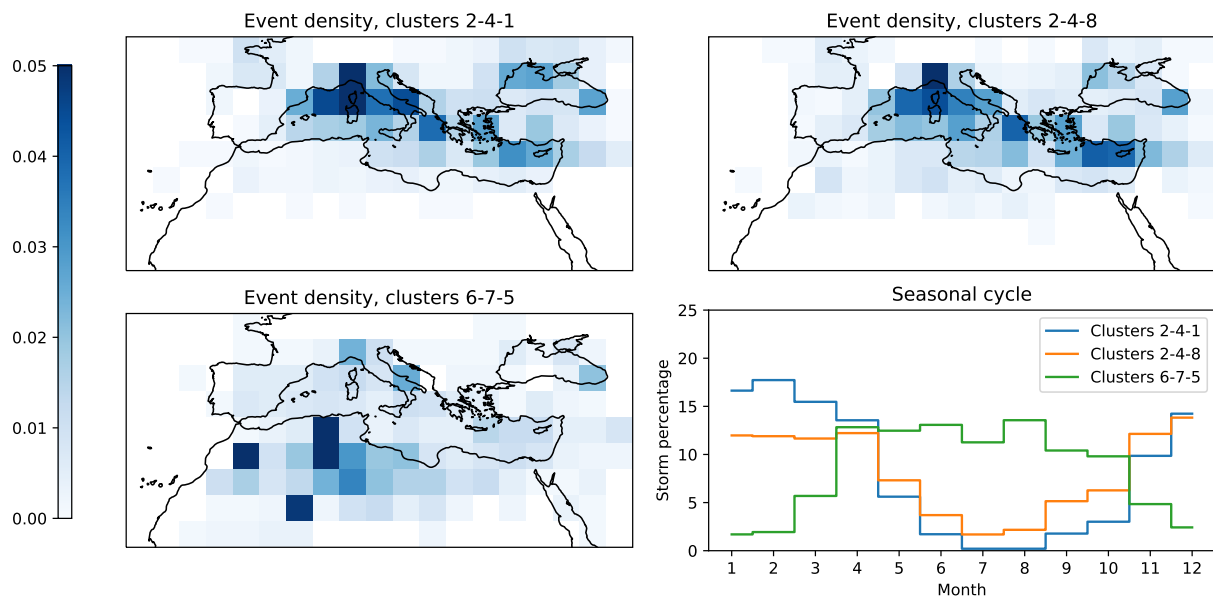 Event density, clusters 2-4-1
Event density, clusters 2-4-8
0.05
0.04
0.03
0.02
0.01
0.00
Event density, clusters 6-7-5
Seasonal cycle
25
20
15
10
5
0
Storm percentage
Clusters 2-4-1
Clusters 2-4-8
Clusters 6-7-5
1 2 3 4 5 6 7 8 9 10 11 12
Month